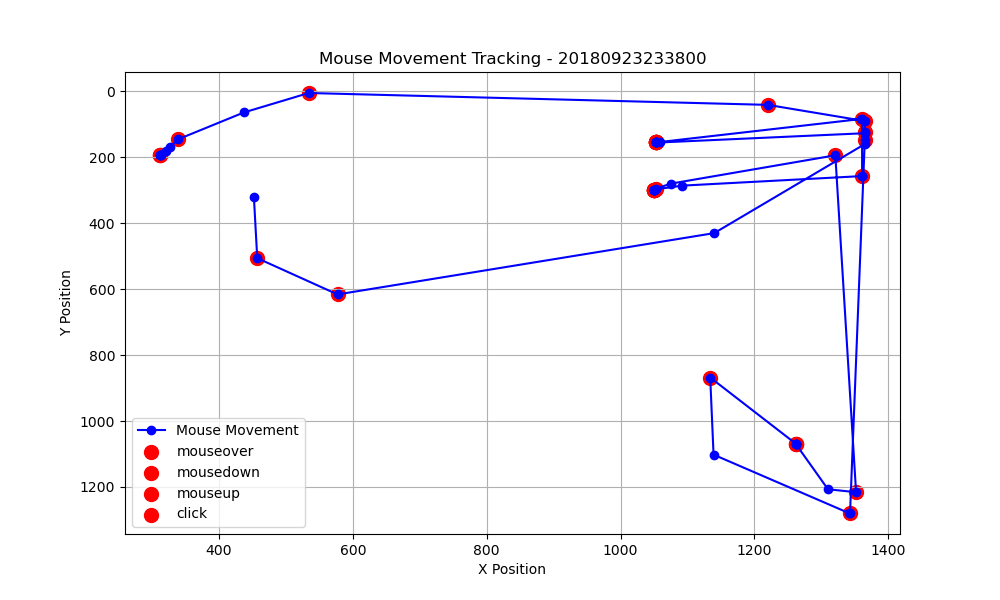 Mouse Movement Tracking - 20180923233800
0
200
400
600
800
1000
1200
Y Position
Mouse Movement
mouseover
mousedown
mouseup
click
400 600 800 1000 1200 1400
X Position